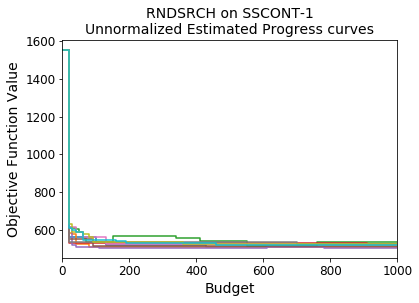 RNDSRCH on SSCONT-1
Unnormalized Estimated Progress curves
Objective Function Value
1600
1400
1200
1000
800
600
0 200 400 600 800 1000
Budget